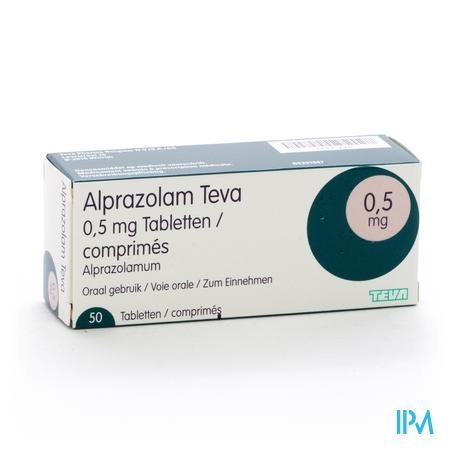 Alprazolam Teva
0,5 mg Tabletten /
comprimés
Alprazolamum
Oraal gebruik / Voie orale / Zum Einnehmen
50 Tabletten / comprimés
0,5
mg
TEVA
Alprazolam
Teva
IPM